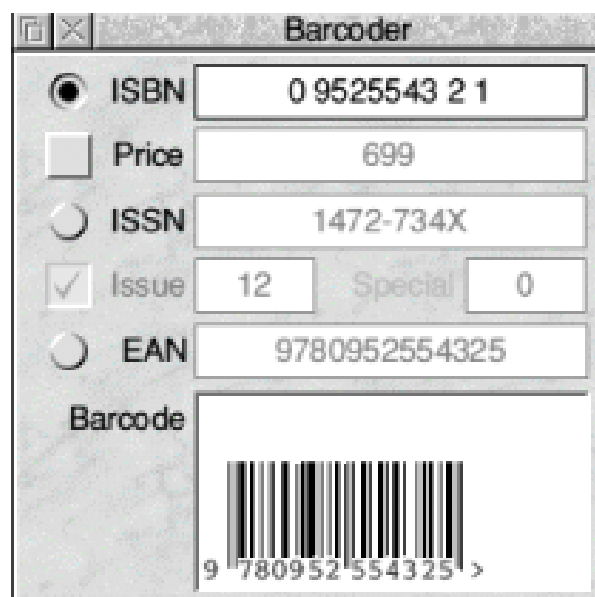 Barcoder
ISBN 0 9525543 2 1
Price 699
ISSN 1472-734X
Issue 12 Special 0
EAN 9780952554325
Barcode
9 780952 554325 >